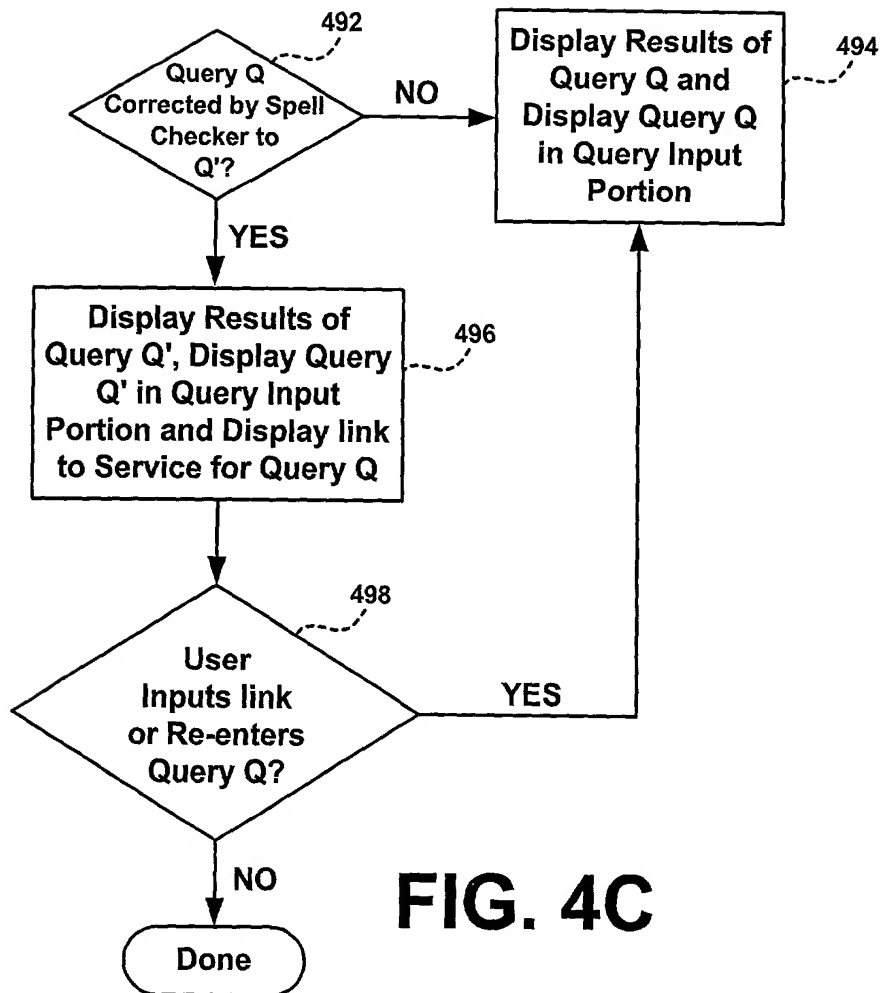 492
Query Q
Corrected by Spell
Checker to
Q'?
NO
Display Results of
Query Q and
Display Query Q
in Query Input
Portion
494
YES
Display Results of
Query Q', Display Query
Q' in Query Input
Portion and Display link
to Service for Query Q
496
498
User
Inputs link
or Re-enters
Query Q?
YES
NO
Done
FIG. 4C